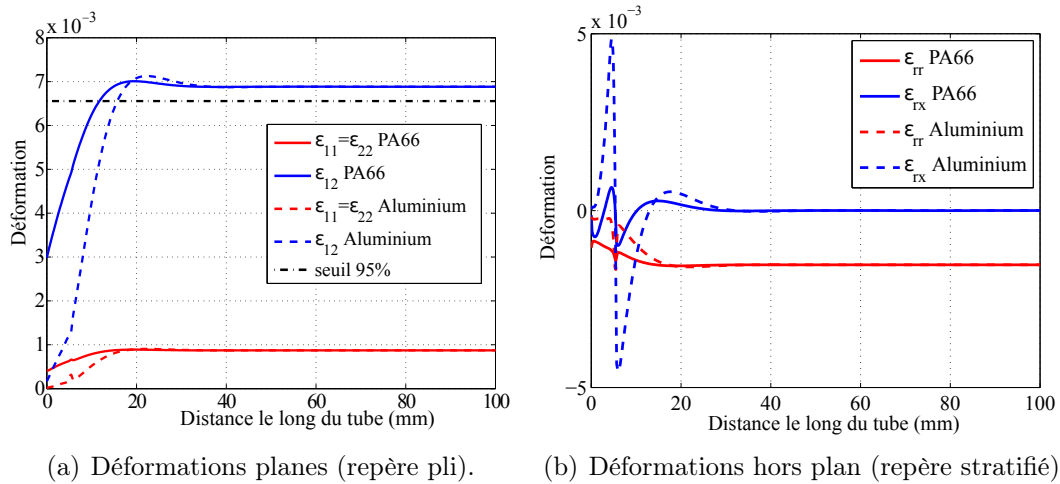 x 10⁻³
8
7
6
5
4
3
2
1
0
Déformation
0 20 40 60 80 100
Distance le long du tube (mm)
ε₁₁=ε₂₂ PA66
ε₁₂ PA66
ε₁₁=ε₂₂ Aluminium
ε₁₂ Aluminium
seuil 95%
(a) Déformations planes (repère pli).
x 10⁻³
5
0
−5
Déformation
0 20 40 60 80 100
Distance le long du tube (mm)
ε_rr PA66
ε_rx PA66
ε_rr Aluminium
ε_rx Aluminium
(b) Déformations hors plan (repère stratifié)